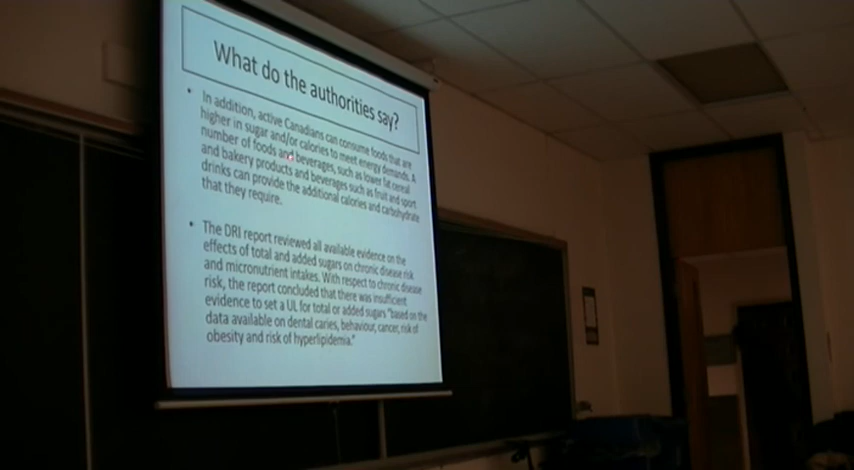 What do the authorities say?
• In addition, active Canadians can consume foods that are
higher in sugar and/or calories to meet energy demands. A
number of foods and beverages, such as lower fat cereal
and bakery products and beverages such as fruit and sport
drinks can provide the additional calories and carbohydrate
that they require.
• The DRI report reviewed all available evidence on the
effects of total and added sugars on chronic disease risk
and micronutrient intakes. With respect to chronic disease
risk, the report concluded that there was insufficient
evidence to set a UL for total or added sugars "based on the
data available on dental caries, behaviour, cancer, risk of
obesity and risk of hyperlipidemia."